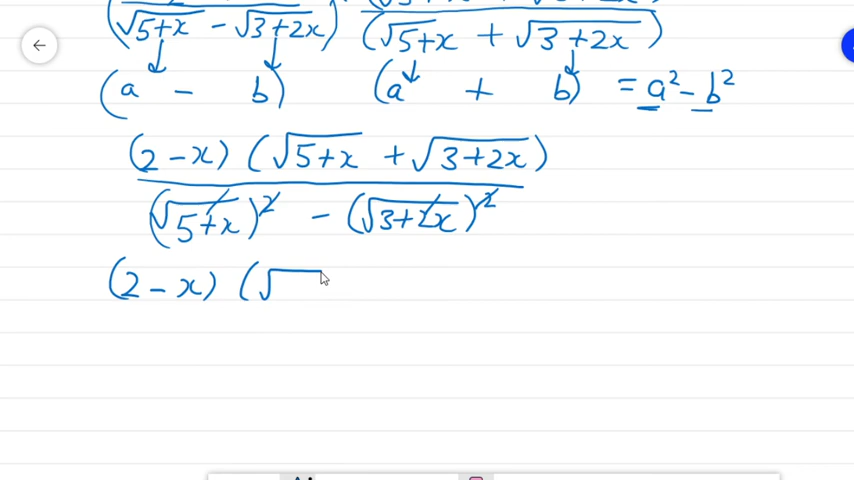 (√5+x − √3+2x) (√5+x + √3+2x)
(a − b) (a + b) = a² − b²
(2−x) (√5+x + √3+2x)
(√5+x)² − (√3+2x)²
(2−x) (√